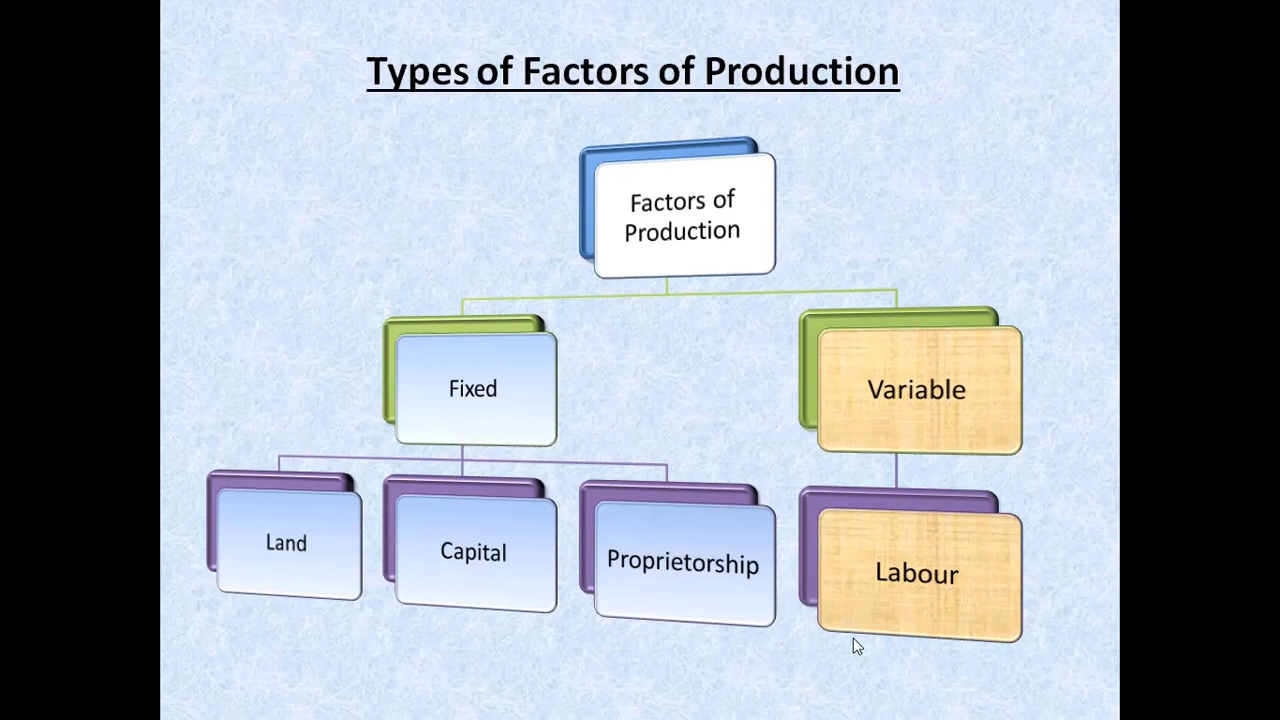 Types of Factors of Production
Factors of
Production
Fixed
Variable
Land
Capital
Proprietorship
Labour